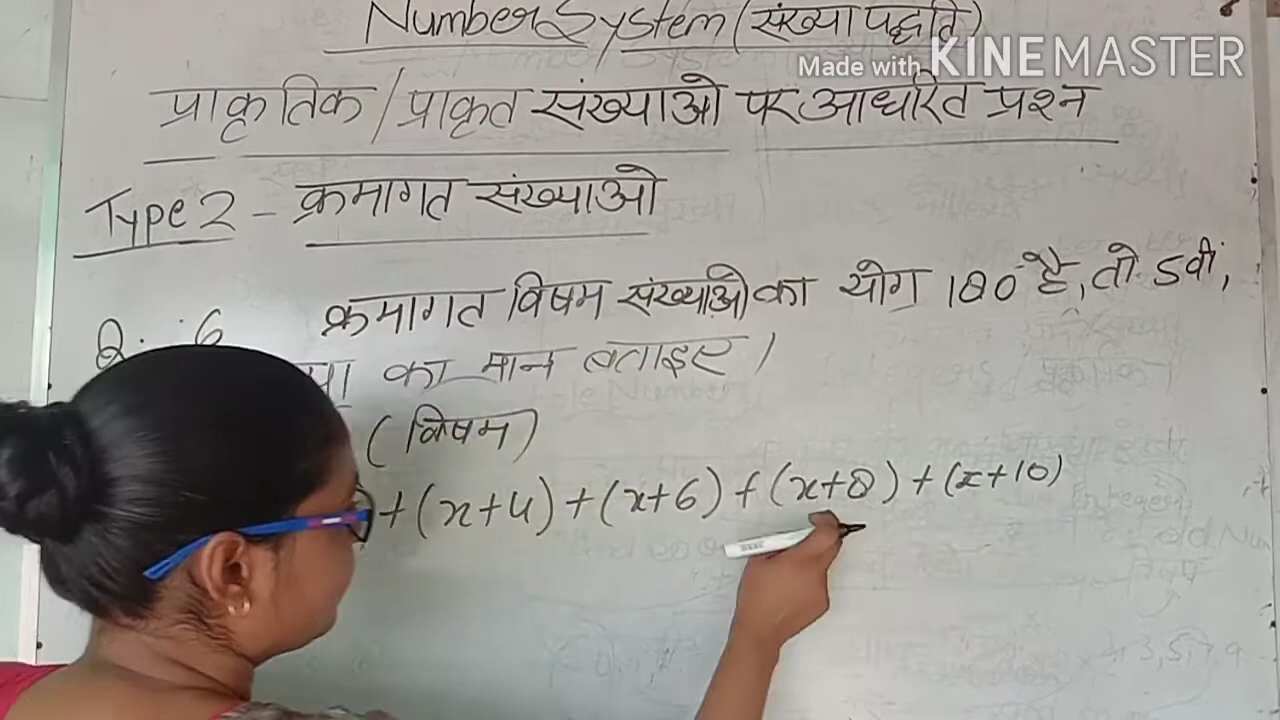 Number System (संख्या पद्धति)
Made with KINEMASTER
प्राकृतिक / प्राकृत संख्याओ पर आधारित प्रश्न
Type 2 - क्रमागत संख्याओ
Q. 6 क्रमागत विषम संख्याओ का योग 180 है, तो 5वीं,
का मान बताइए।
(विषम)
+ (x+4) + (x+6) + (x+8) + (x+10)